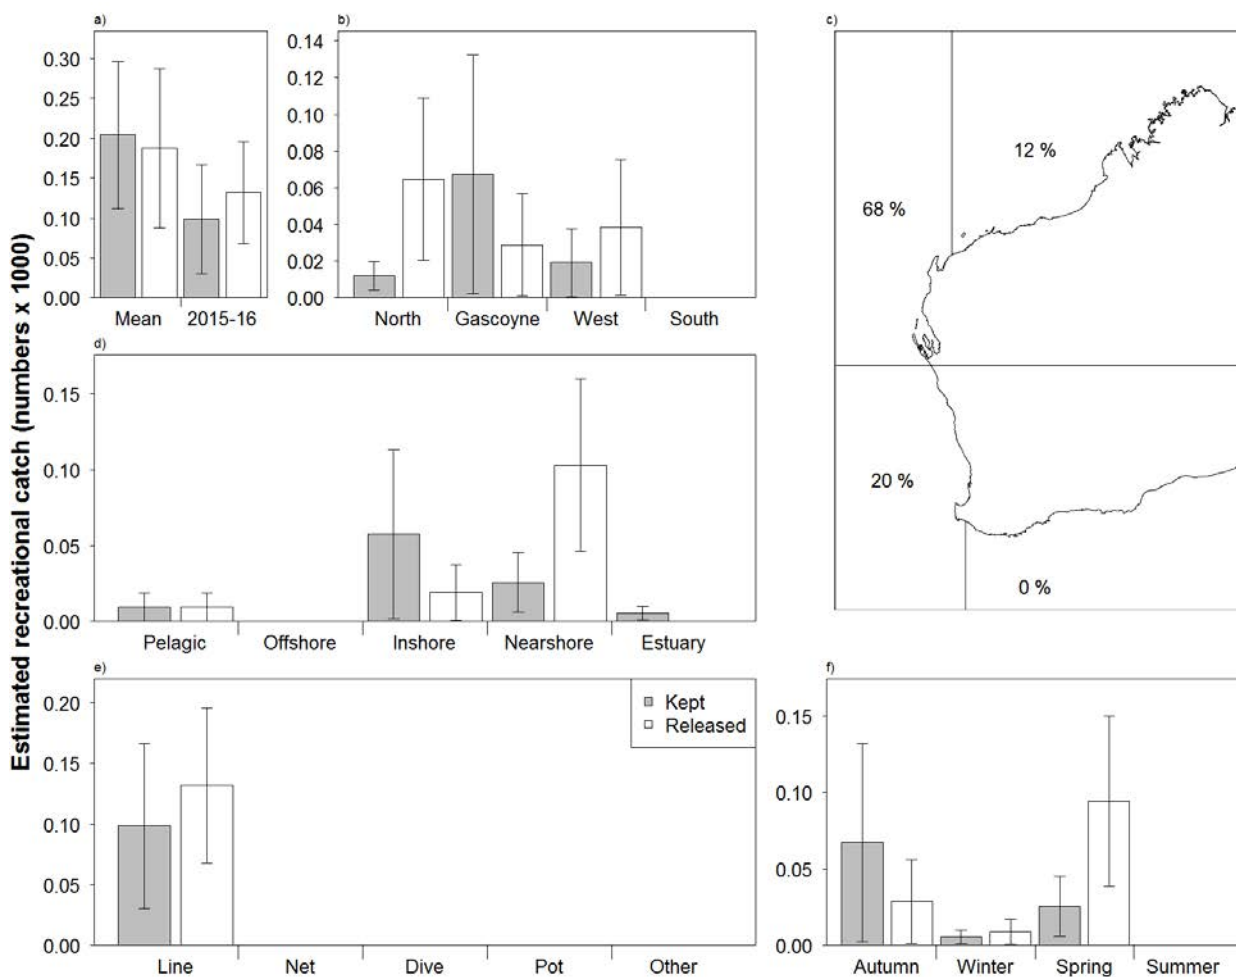 Estimated recreational catch (numbers x 1000)
a)
0.30
0.25
0.20
0.15
0.10
0.05
0.00
Mean 2015-16
b)
0.14
0.12
0.10
0.08
0.06
0.04
0.02
0.00
North Gascoyne West South
c)
12 %
68 %
20 %
0 %
d)
0.15
0.10
0.05
0.00
Pelagic Offshore Inshore Nearshore Estuary
e)
0.20
0.15
0.10
0.05
0.00
Kept
Released
Line Net Dive Pot Other
f)
0.15
0.10
0.05
0.00
Autumn Winter Spring Summer